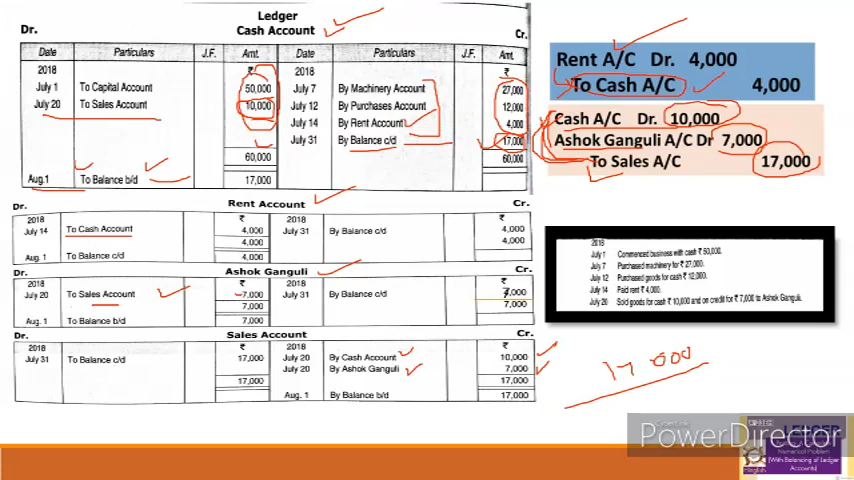 Ledger
Dr. Cash Account Cr.
Date Particulars J.F. Amt. Date Particulars J.F. Amt.
2018 ₹ 2018 ₹
July 1 To Capital Account 50,000 July 7 By Machinery Account 27,000
July 20 To Sales Account 10,000 July 12 By Purchases Account 12,000
July 14 By Rent Account 4,000
July 31 By Balance c/d 17,000
60,000 60,000
Aug.1 To Balance b/d 17,000
Dr. Rent Account Cr.
2018 ₹ 2018 ₹
July 14 To Cash Account 4,000 July 31 By Balance c/d 4,000
4,000 4,000
Aug. 1 To Balance c/d 4,000
Dr. Ashok Ganguli Cr.
2018 ₹ 2018 ₹
July 20 To Sales Account 7,000 July 31 By Balance c/d 7,000
7,000 7,000
Aug. 1 To Balance b/d 7,000
Dr. Sales Account Cr.
2018 ₹ 2018 ₹
July 31 To Balance c/d 17,000 July 20 By Cash Account 10,000
July 20 By Ashok Ganguli 7,000
17,000 17,000
Aug. 1 By Balance b/d 17,000
Rent A/C Dr. 4,000
To Cash A/C 4,000
Cash A/C Dr. 10,000
Ashok Ganguli A/C Dr 7,000
To Sales A/C 17,000
2018
July 1 Commenced business with cash ₹ 50,000.
July 7 Purchased machinery for ₹ 27,000.
July 12 Purchased goods for cash ₹ 12,000.
July 14 Paid rent ₹ 4,000.
July 20 Sold goods for cash ₹ 10,000 and on credit for ₹ 7,000 to Ashok Ganguli.
17 000
CyberLink
PowerDirector
LEDGER
Numerical Problem
(With Balancing of Ledger
Accounts)
Hinglish